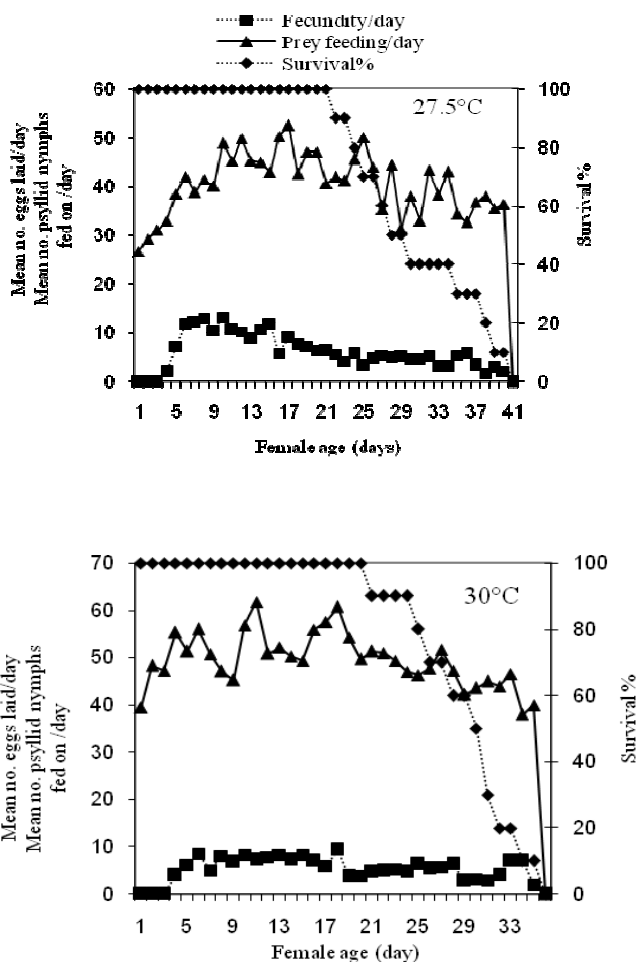 Fecundity/day
Prey feeding/day
Survival%
27.5°C
Mean no. eggs laid/day
Mean no. psyllid nymphs
fed on /day
60
50
40
30
20
10
0
100
80
60
40
20
0
Survival %
1 5 9 13 17 21 25 29 33 37 41
Female age (days)
30°C
Mean no. eggs laid/day
Mean no. psyllid nymphs
fed on /day
70
60
50
40
30
20
10
0
100
80
60
40
20
0
Survival %
1 5 9 13 17 21 25 29 33
Female age (day)